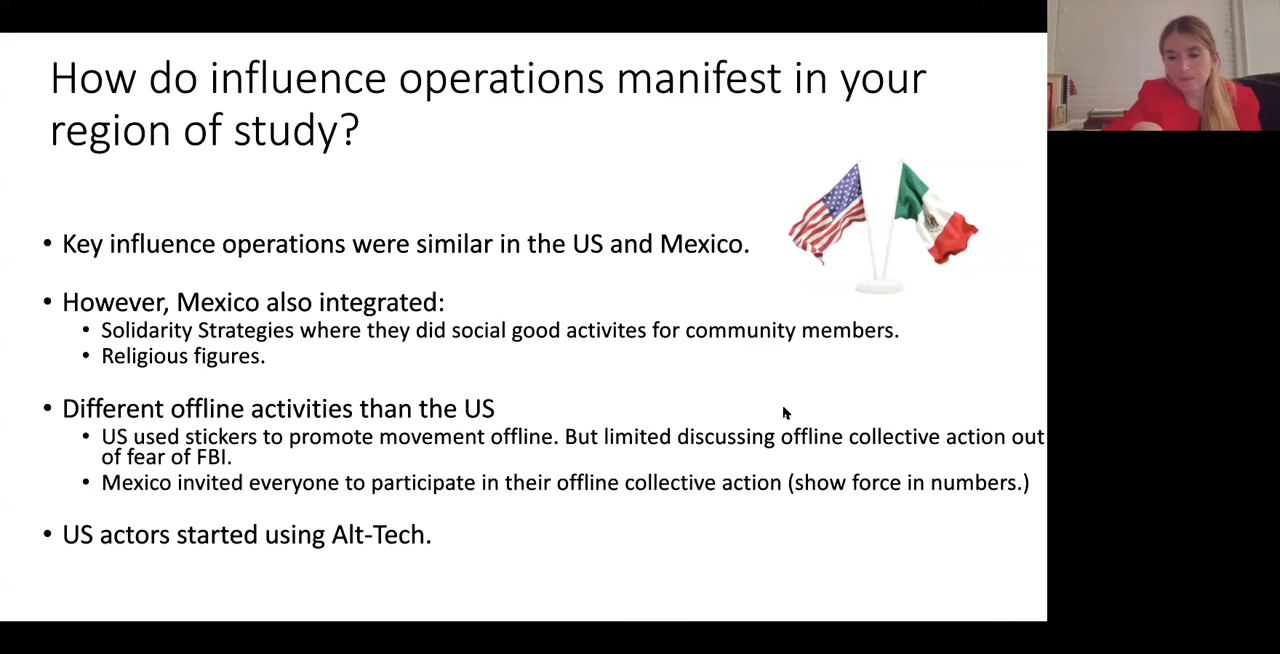 How do influence operations manifest in your
region of study?
• Key influence operations were similar in the US and Mexico.
• However, Mexico also integrated:
• Solidarity Strategies where they did social good activites for community members.
• Religious figures.
• Different offline activities than the US
• US used stickers to promote movement offline. But limited discussing offline collective action out
of fear of FBI.
• Mexico invited everyone to participate in their offline collective action (show force in numbers.)
• US actors started using Alt-Tech.